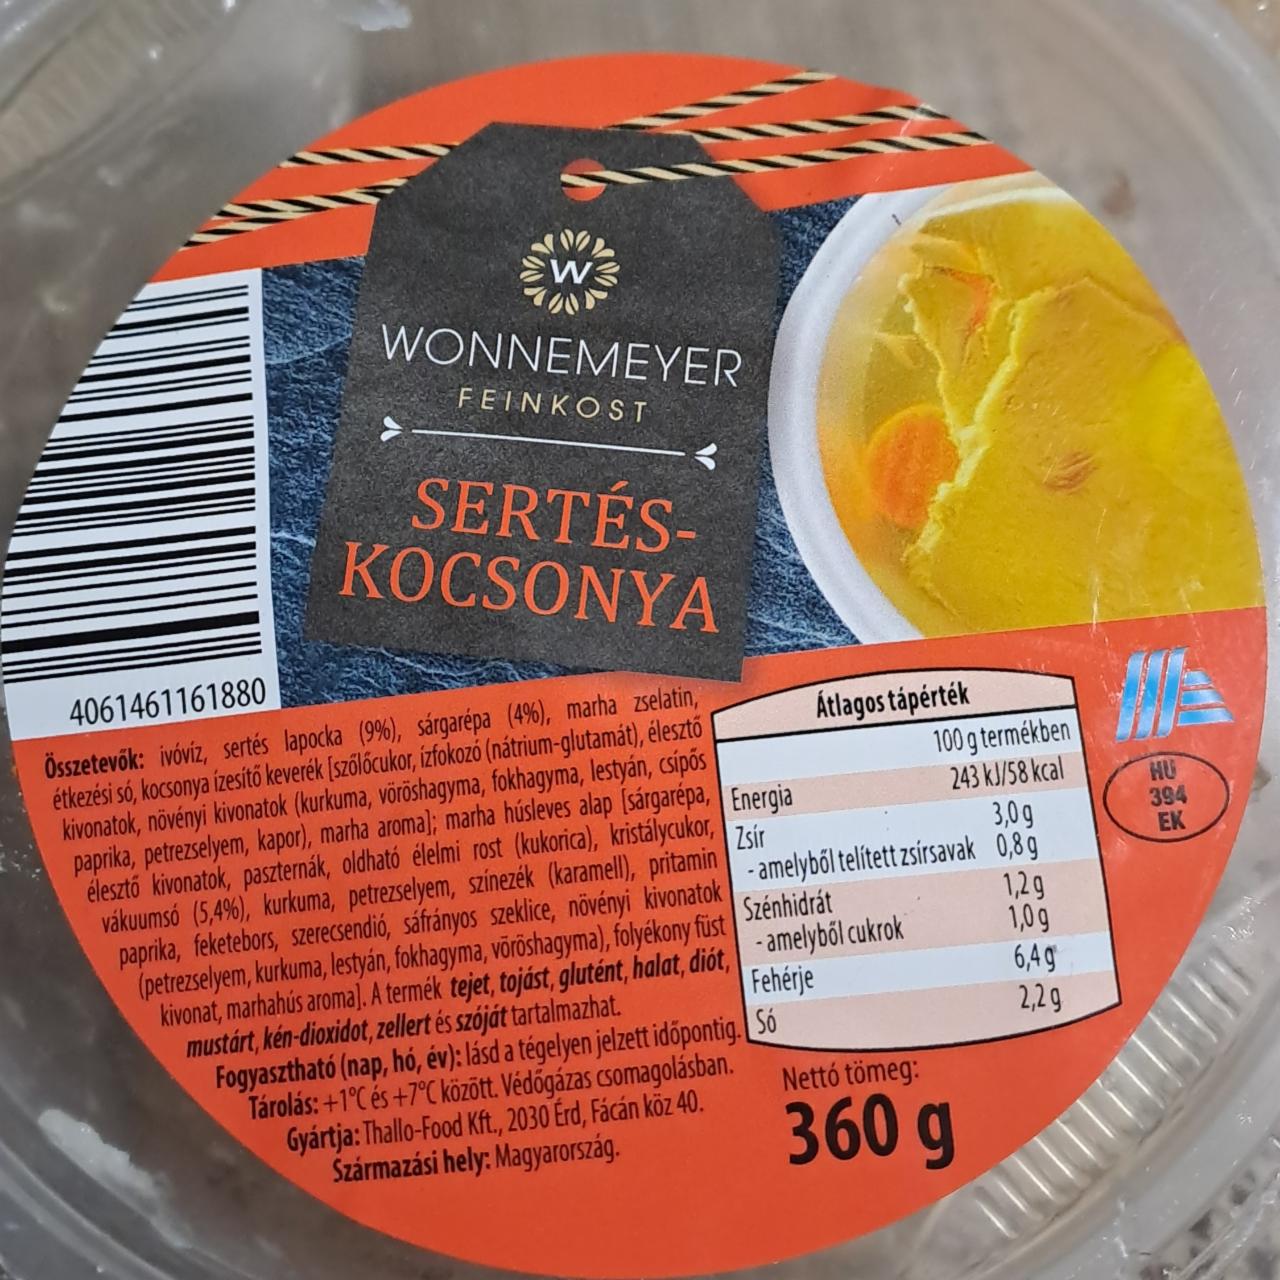 W
WONNEMEYER
FEINKOST
SERTÉS-
KOCSONYA
4061461161880
Összetevők: ivóvíz, sertés lapocka (9%), sárgarépa (4%), marha zselatin,
étkezési só, kocsonya ízesítő keverék [szőlőcukor, ízfokozó (nátrium-glutamát), élesztő
kivonatok, növényi kivonatok (kurkuma, vöröshagyma, fokhagyma, lestyán, csípős
paprika, petrezselyem, kapor), marha aroma]; marha húsleves alap [sárgarépa,
élesztő kivonatok, paszternák, oldható élelmi rost (kukorica), kristálycukor,
vákuumsó (5,4%), kurkuma, petrezselyem, színezék (karamell), pritamin
paprika, feketebors, szerecsendió, sáfrányos szeklice, növényi kivonatok
(petrezselyem, kurkuma, lestyán, fokhagyma, vöröshagyma), folyékony füst
kivonat, marhahús aroma]. A termék tejet, tojást, glutént, halat, diót,
mustárt, kén-dioxidot, zellert és szóját tartalmazhat.
Fogyasztható (nap, hó, év): lásd a tégelyen jelzett időpontig.
Tárolás: +1°C és +7°C között. Védőgázas csomagolásban.
Gyártja: Thallo-Food Kft., 2030 Érd, Fácán köz 40.
Származási hely: Magyarország.
Átlagos tápérték
100 g termékben
Energia 243 kJ/58 kcal
Zsír 3,0 g
- amelyből telített zsírsavak 0,8 g
Szénhidrát 1,2 g
- amelyből cukrok 1,0 g
Fehérje 6,4 g
Só 2,2 g
HU
394
EK
Nettó tömeg:
360 g